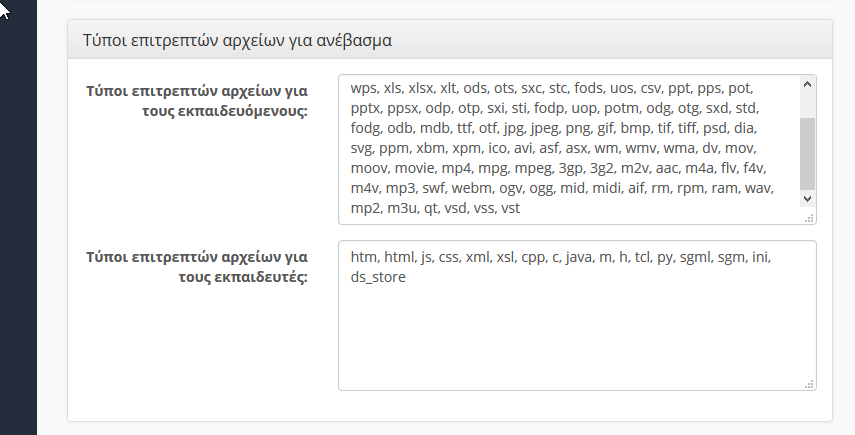 Τύποι επιτρεπτών αρχείων για ανέβασμα
Τύποι επιτρεπτών αρχείων για
τους εκπαιδευόμενους:
wps, xls, xlsx, xlt, ods, ots, sxc, stc, fods, uos, csv, ppt, pps, pot,
pptx, ppsx, odp, otp, sxi, sti, fodp, uop, potm, odg, otg, sxd, std,
fodg, odb, mdb, ttf, otf, jpg, jpeg, png, gif, bmp, tif, tiff, psd, dia,
svg, ppm, xbm, xpm, ico, avi, asf, asx, wm, wmv, wma, dv, mov,
moov, movie, mp4, mpg, mpeg, 3gp, 3g2, m2v, aac, m4a, flv, f4v,
m4v, mp3, swf, webm, ogv, ogg, mid, midi, aif, rm, rpm, ram, wav,
mp2, m3u, qt, vsd, vss, vst
Τύποι επιτρεπτών αρχείων για
τους εκπαιδευτές:
htm, html, js, css, xml, xsl, cpp, c, java, m, h, tcl, py, sgml, sgm, ini,
ds_store